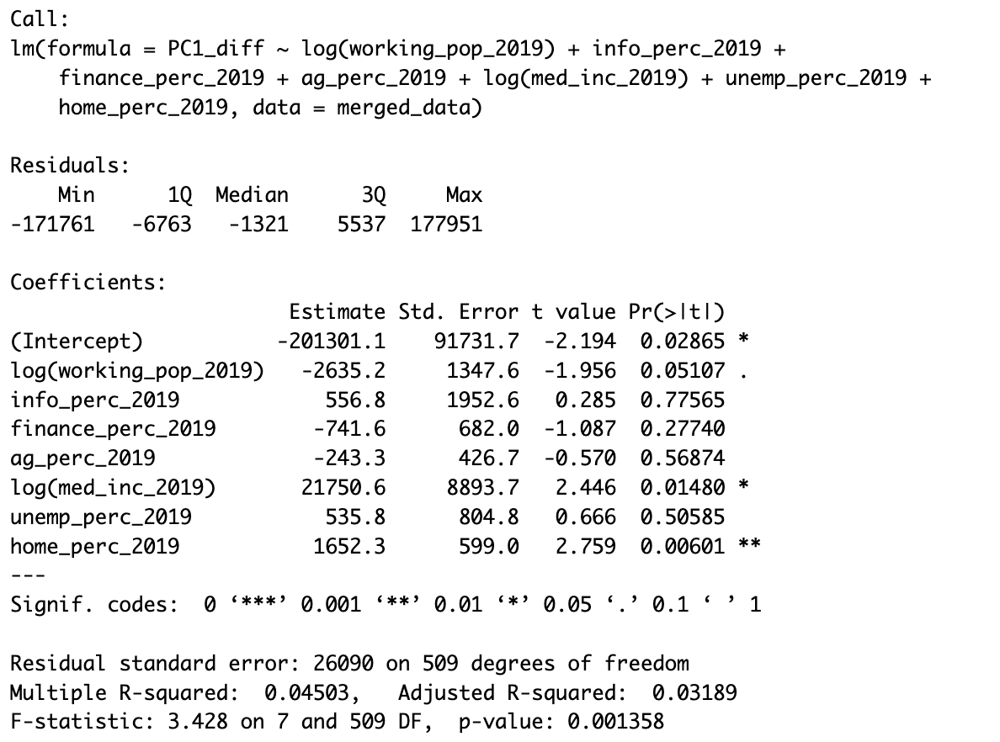 Call:
lm(formula = PC1_diff ~ log(working_pop_2019) + info_perc_2019 +
    finance_perc_2019 + ag_perc_2019 + log(med_inc_2019) + unemp_perc_2019 +
    home_perc_2019, data = merged_data)

Residuals:
    Min      1Q  Median      3Q     Max
-171761   -6763   -1321    5537  177951

Coefficients:
                       Estimate Std. Error t value Pr(>|t|)
(Intercept)           -201301.1    91731.7  -2.194  0.02865 *
log(working_pop_2019)   -2635.2     1347.6  -1.956  0.05107 .
info_perc_2019            556.8     1952.6   0.285  0.77565
finance_perc_2019        -741.6      682.0  -1.087  0.27740
ag_perc_2019             -243.3      426.7  -0.570  0.56874
log(med_inc_2019)       21750.6     8893.7   2.446  0.01480 *
unemp_perc_2019           535.8      804.8   0.666  0.50585
home_perc_2019           1652.3      599.0   2.759  0.00601 **
---
Signif. codes:  0 ‘***’ 0.001 ‘**’ 0.01 ‘*’ 0.05 ‘.’ 0.1 ‘ ’ 1

Residual standard error: 26090 on 509 degrees of freedom
Multiple R-squared:  0.04503,	Adjusted R-squared:  0.03189
F-statistic: 3.428 on 7 and 509 DF,  p-value: 0.001358